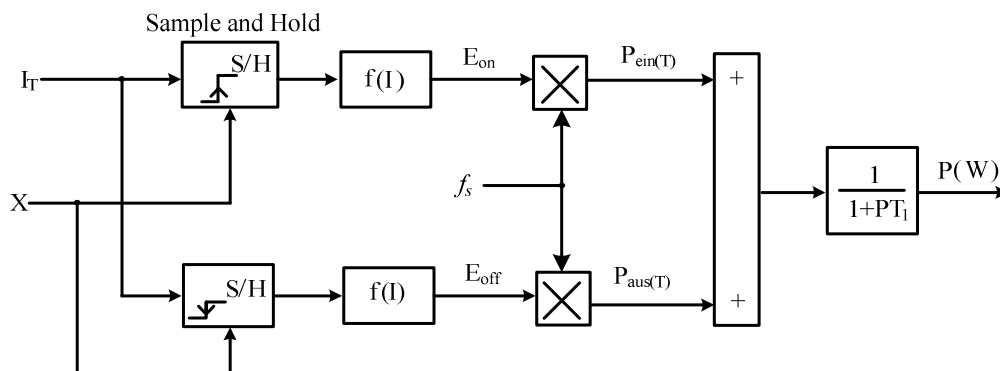 Sample and Hold
I_T
S/H
f(I)
E_on
P_ein(T)
+
X
f_s
1
1+PT_1
P(W)
S/H
f(I)
E_off
P_aus(T)
+